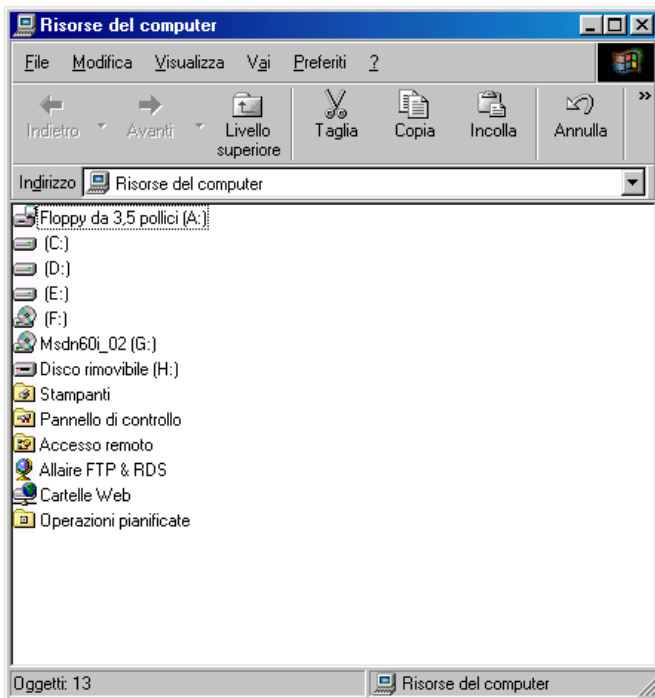 Risorse del computer
File Modifica Visualizza Vai Preferiti ?
Indietro Avanti Livello superiore Taglia Copia Incolla Annulla »
Indirizzo Risorse del computer
Floppy da 3,5 pollici (A:)
(C:)
(D:)
(E:)
(F:)
Msdn60i_02 (G:)
Disco rimovibile (H:)
Stampanti
Pannello di controllo
Accesso remoto
Allaire FTP & RDS
Cartelle Web
Operazioni pianificate
Oggetti: 13 Risorse del computer